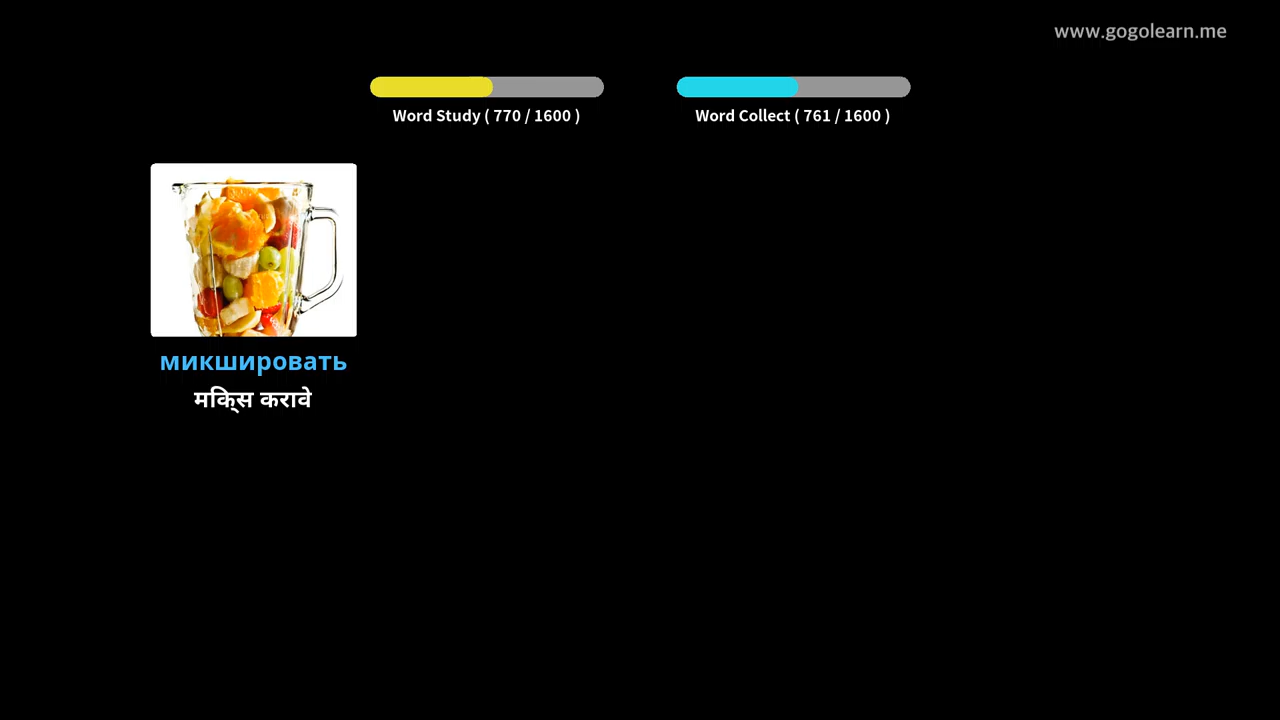 www.gogolearn.me
Word Study ( 770 / 1600 )
Word Collect ( 761 / 1600 )
микшировать
मिक्स करावे